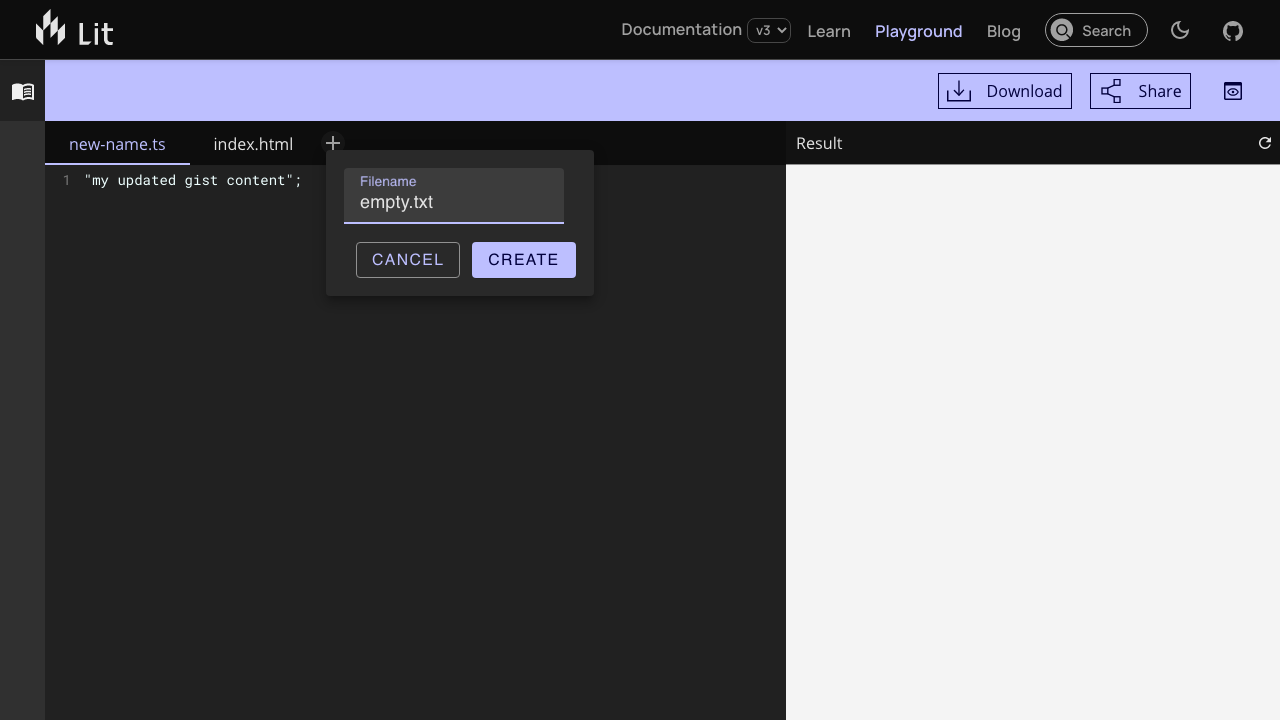 Lit
Documentation v3 Learn Playground Blog Search
Download Share
new-name.ts index.html Result
1 "my updated gist content";
Filename
empty.txt
CANCEL CREATE